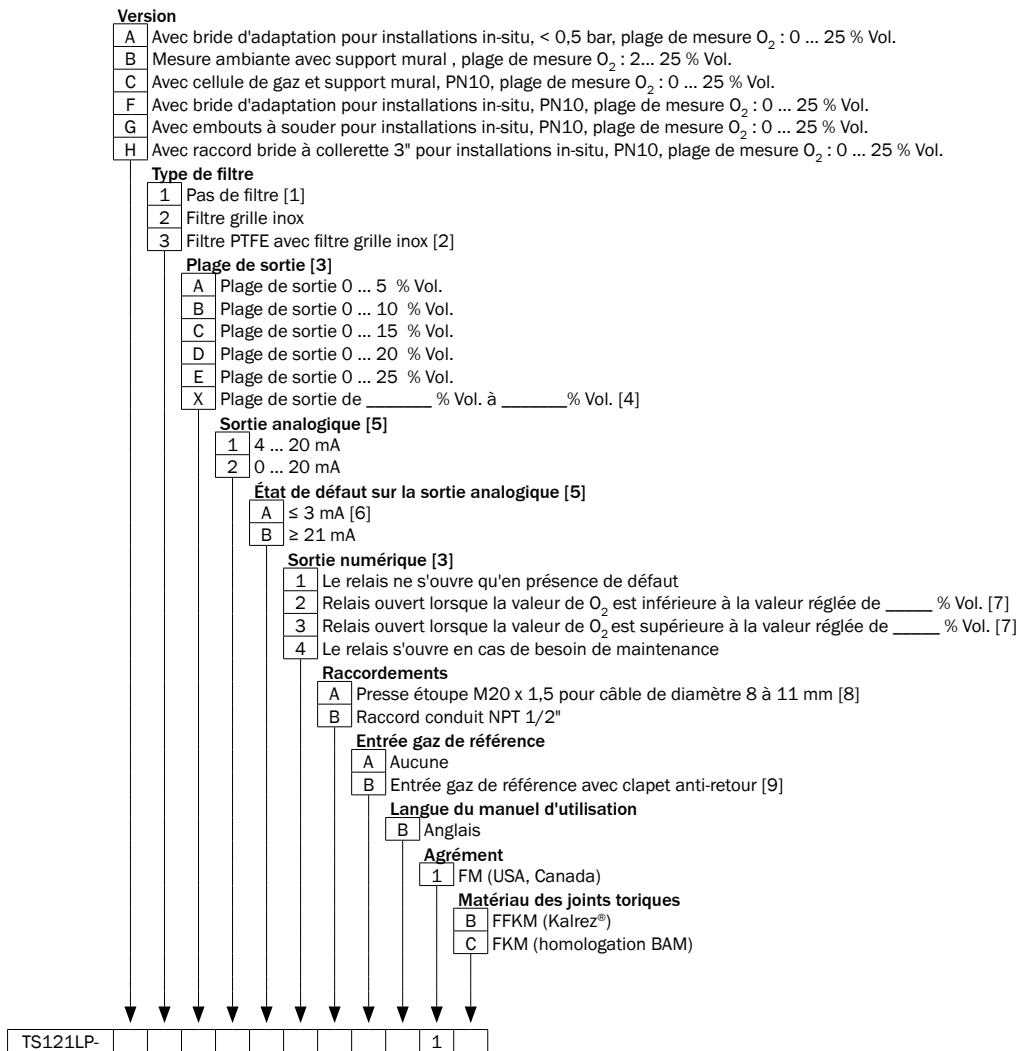 Version
A Avec bride d'adaptation pour installations in-situ, < 0,5 bar, plage de mesure O₂ : 0 ... 25 % Vol.
B Mesure ambiante avec support mural , plage de mesure O₂ : 2... 25 % Vol.
C Avec cellule de gaz et support mural, PN10, plage de mesure O₂ : 0 ... 25 % Vol.
F Avec bride d'adaptation pour installations in-situ, PN10, plage de mesure O₂ : 0 ... 25 % Vol.
G Avec embouts à souder pour installations in-situ, PN10, plage de mesure O₂ : 0 ... 25 % Vol.
H Avec raccord bride à collerette 3" pour installations in-situ, PN10, plage de mesure O₂ : 0 ... 25 % Vol.
Type de filtre
1 Pas de filtre [1]
2 Filtre grille inox
3 Filtre PTFE avec filtre grille inox [2]
Plage de sortie [3]
A Plage de sortie 0 ... 5 % Vol.
B Plage de sortie 0 ... 10 % Vol.
C Plage de sortie 0 ... 15 % Vol.
D Plage de sortie 0 ... 20 % Vol.
E Plage de sortie 0 ... 25 % Vol.
X Plage de sortie de _______ % Vol. à _______% Vol. [4]
Sortie analogique [5]
1 4 ... 20 mA
2 0 ... 20 mA
État de défaut sur la sortie analogique [5]
A ≤ 3 mA [6]
B ≥ 21 mA
Sortie numérique [3]
1 Le relais ne s'ouvre qu'en présence de défaut
2 Relais ouvert lorsque la valeur de O₂ est inférieure à la valeur réglée de _____ % Vol. [7]
3 Relais ouvert lorsque la valeur de O₂ est supérieure à la valeur réglée de _____ % Vol. [7]
4 Le relais s'ouvre en cas de besoin de maintenance
Raccordements
A Presse étoupe M20 x 1,5 pour câble de diamètre 8 à 11 mm [8]
B Raccord conduit NPT 1/2"
Entrée gaz de référence
A Aucune
B Entrée gaz de référence avec clapet anti-retour [9]
Langue du manuel d'utilisation
B Anglais
Agrément
1 FM (USA, Canada)
Matériau des joints toriques
B FFKM (Kalrez®)
C FKM (homologation BAM)
TS121LP- 1